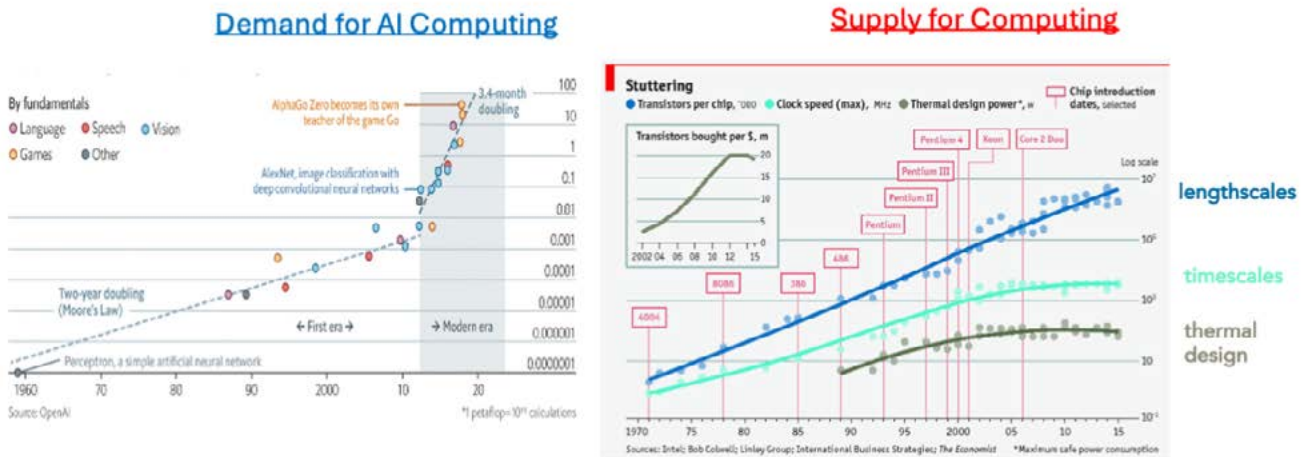 Demand for AI Computing
By fundamentals
Language
Speech
Vision
Games
Other
AlphaGo Zero becomes its own
teacher of the game Go
3.4-month
doubling
AlexNet, image classification with
deep convolutional neural networks
Two-year doubling
(Moore's Law)
← First era →
→ Modern era
Perceptron, a simple artificial neural network
100
10
1
0.1
0.01
0.001
0.0001
0.00001
0.000001
0.0000001
1960
70
80
90
2000
10
20
Source: OpenAI
*1 petaflop=10¹⁵ calculations
Supply for Computing
Stuttering
Transistors per chip, '000
Clock speed (max), MHz
Thermal design power*, w
Chip introduction
dates, selected
Transistors bought per $, m
20
15
10
5
0
2002 04 06 08 10 12 15
Pentium 4
Xeon
Core 2 Duo
Pentium III
Pentium II
Pentium
486
386
8088
4004
Log scale
10⁷
10⁵
10³
10
10⁻¹
1970
75
80
85
90
95
2000
05
10
15
Sources: Intel; Bob Colwell; Linley Group; International Business Strategies; The Economist
*Maximum safe power consumption
lengthscales
timescales
thermal
design